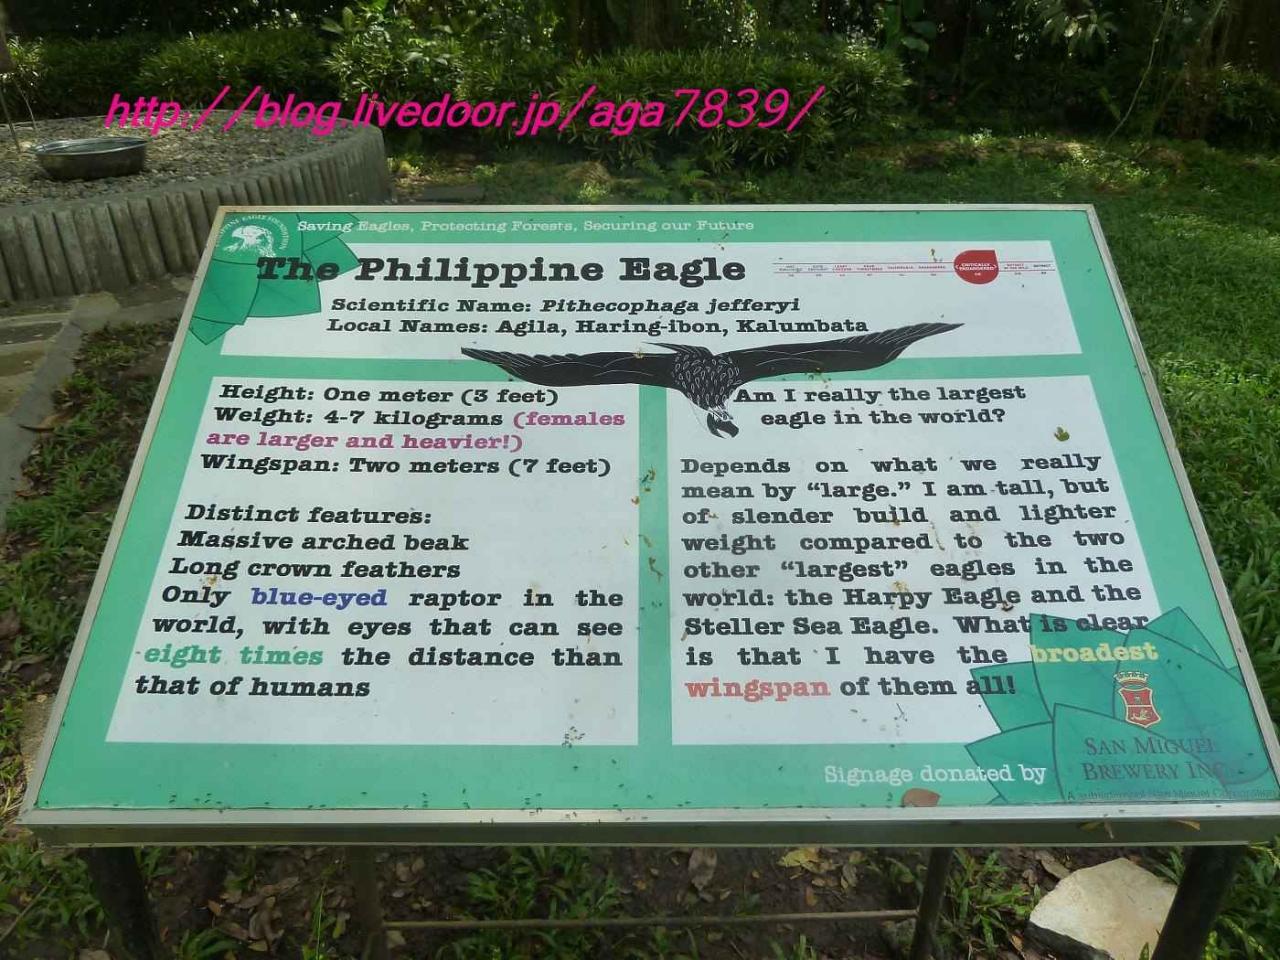 http://blog.livedoor.jp/aga7839/
PHILIPPINE EAGLE FOUNDATION
Saving Eagles, Protecting Forests, Securing our Future
The Philippine Eagle
CRITICALLY ENDANGERED
Scientific Name: Pithecophaga jefferyi
Local Names: Agila, Haring-ibon, Kalumbata
Height: One meter (3 feet)
Weight: 4-7 kilograms (females
are larger and heavier!)
Wingspan: Two meters (7 feet)
Distinct features:
Massive arched beak
Long crown feathers
Only blue-eyed raptor in the
world, with eyes that can see
eight times the distance than
that of humans
Am I really the largest
eagle in the world?
Depends on what we really
mean by “large.” I am tall, but
of slender build and lighter
weight compared to the two
other “largest” eagles in the
world: the Harpy Eagle and the
Steller Sea Eagle. What is clear
is that I have the broadest
wingspan of them all!
Signage donated by
SAN MIGUEL
BREWERY INC.